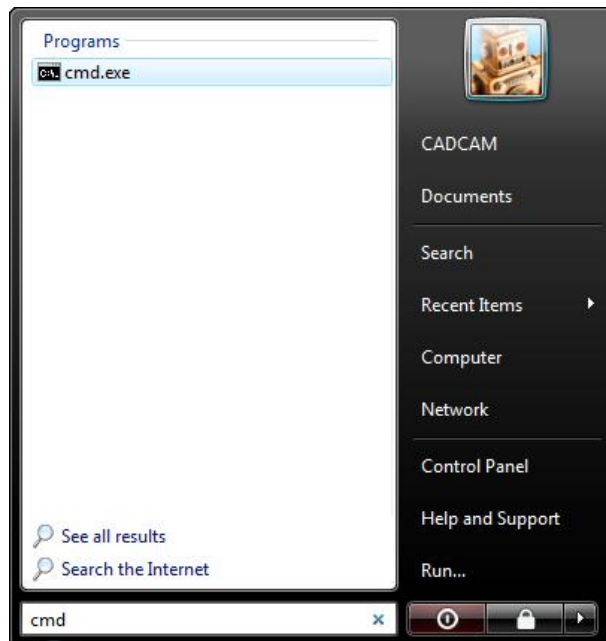 Programs
cmd.exe
See all results
Search the Internet
cmd
CADCAM
Documents
Search
Recent Items
Computer
Network
Control Panel
Help and Support
Run...